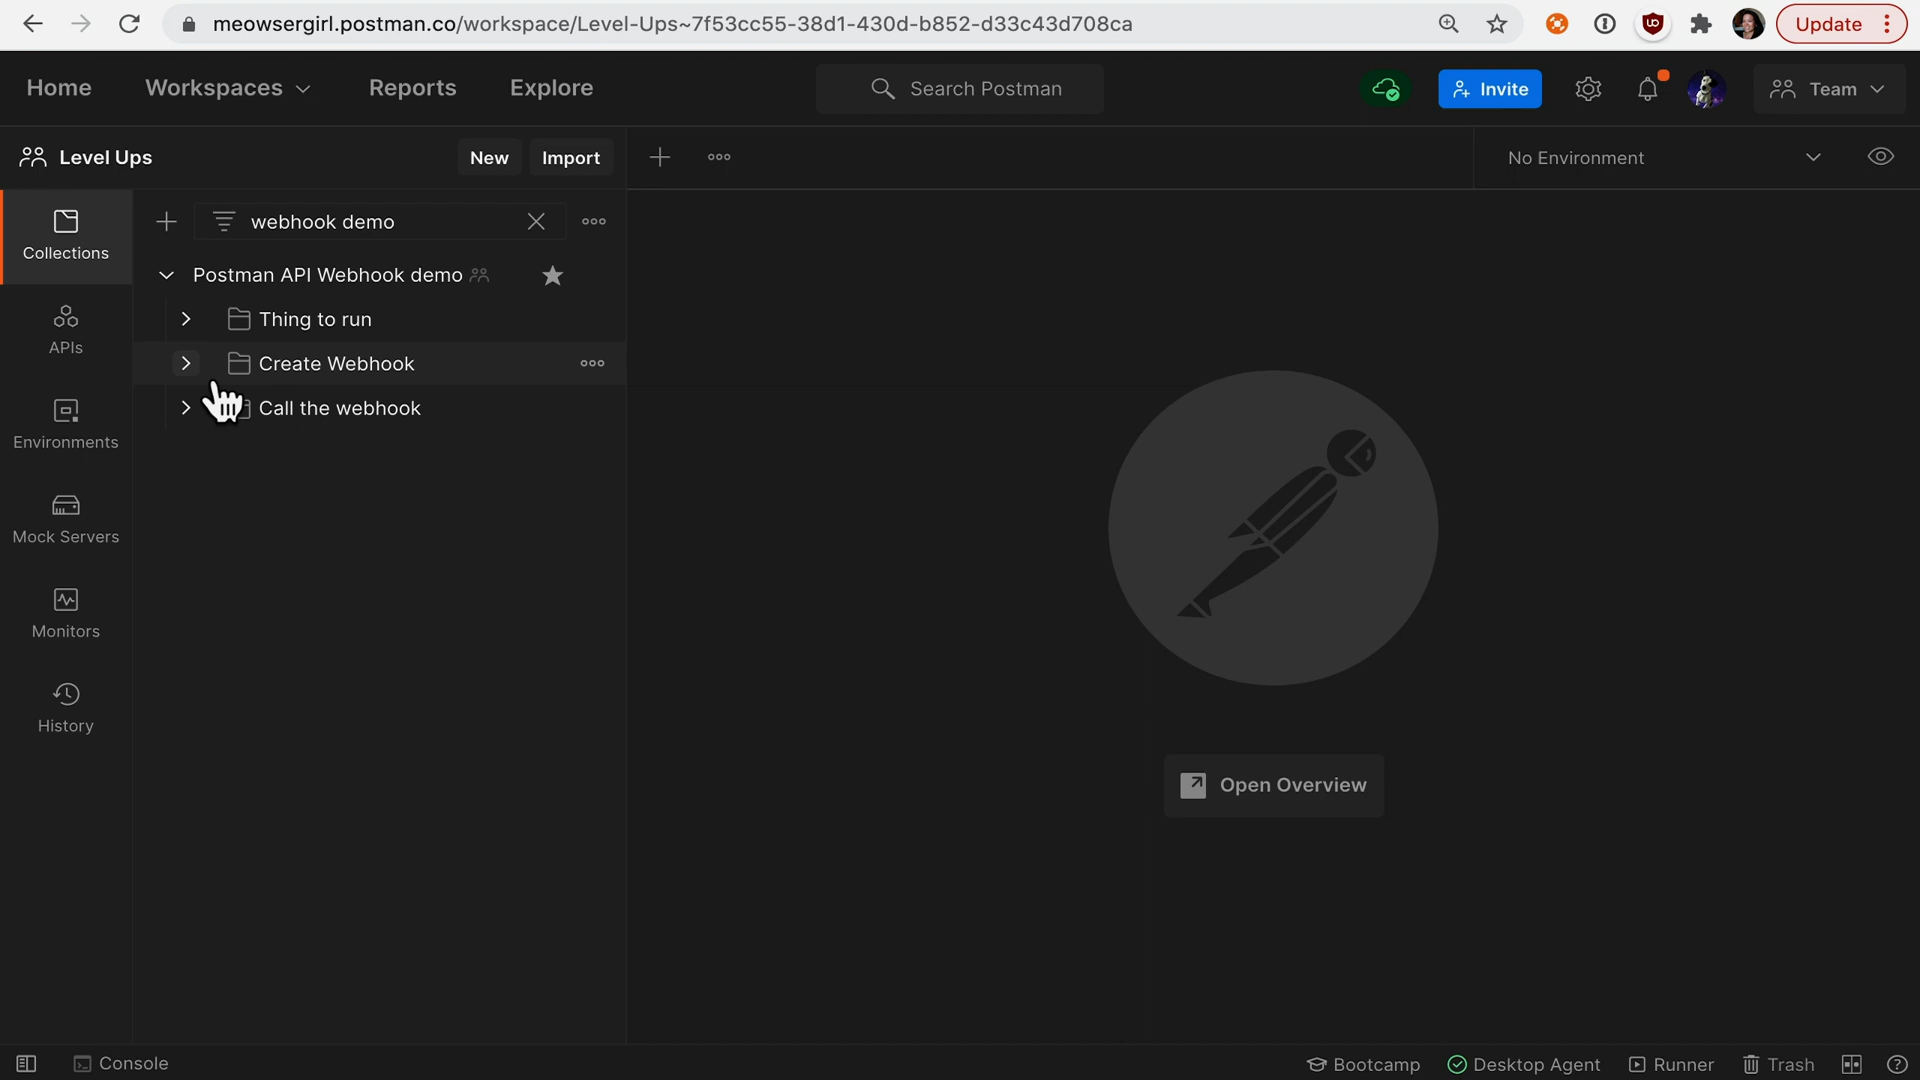 meowsergirl.postman.co/workspace/Level-Ups~7f53cc55-38d1-430d-b852-d33c43d708ca
Update
Home
Workspaces
Reports
Explore
Search Postman
Invite
Team
Level Ups
New
Import
No Environment
Collections
webhook demo
Postman API Webhook demo
Thing to run
Create Webhook
Call the webhook
APIs
Environments
Mock Servers
Monitors
History
Open Overview
Console
Bootcamp
Desktop Agent
Runner
Trash